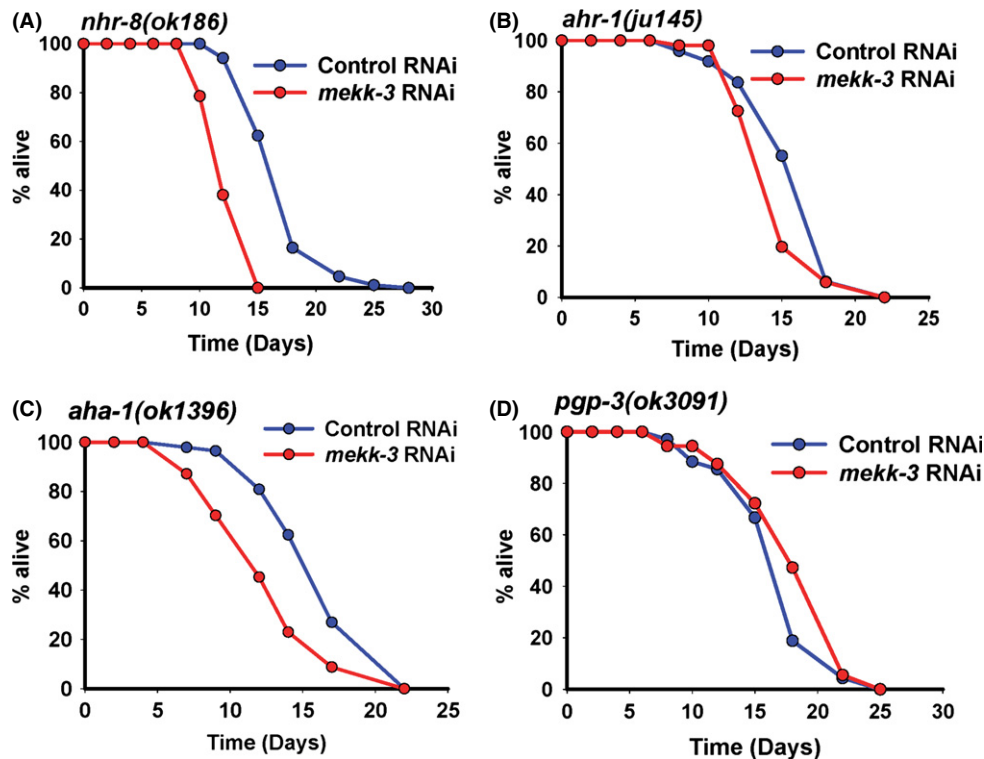 (A)
nhr-8(ok186)
% alive
100
80
60
40
20
0
Control RNAi
mekk-3 RNAi
0 5 10 15 20 25 30
Time (Days)
(B)
ahr-1(ju145)
% alive
100
80
60
40
20
0
Control RNAi
mekk-3 RNAi
0 5 10 15 20 25
Time (Days)
(C)
aha-1(ok1396)
% alive
100
80
60
40
20
0
Control RNAi
mekk-3 RNAi
0 5 10 15 20 25
Time (Days)
(D)
pgp-3(ok3091)
% alive
100
80
60
40
20
0
Control RNAi
mekk-3 RNAi
0 5 10 15 20 25 30
Time (Days)